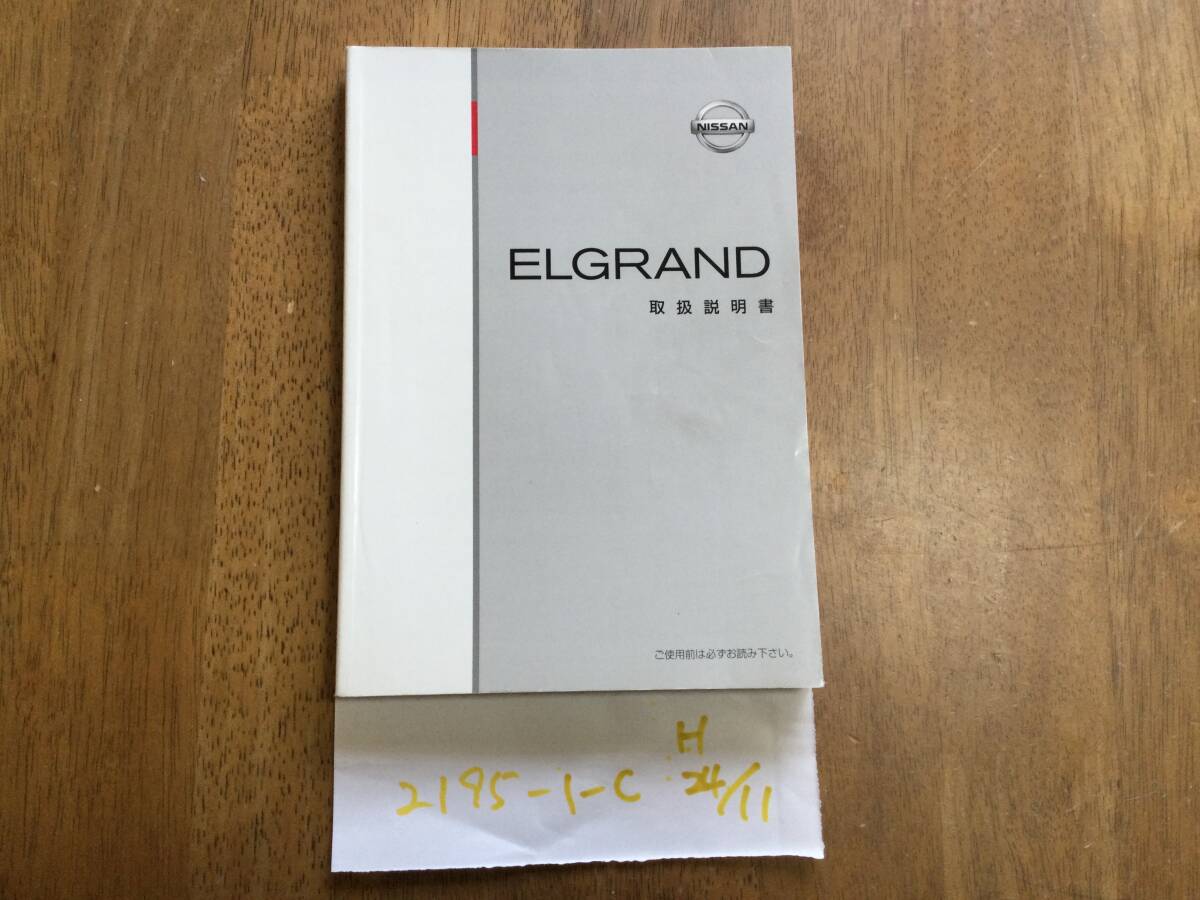 NISSAN
ELGRAND
取扱説明書
ご使用前は必ずお読み下さい。
H
2195-1-C 24/11